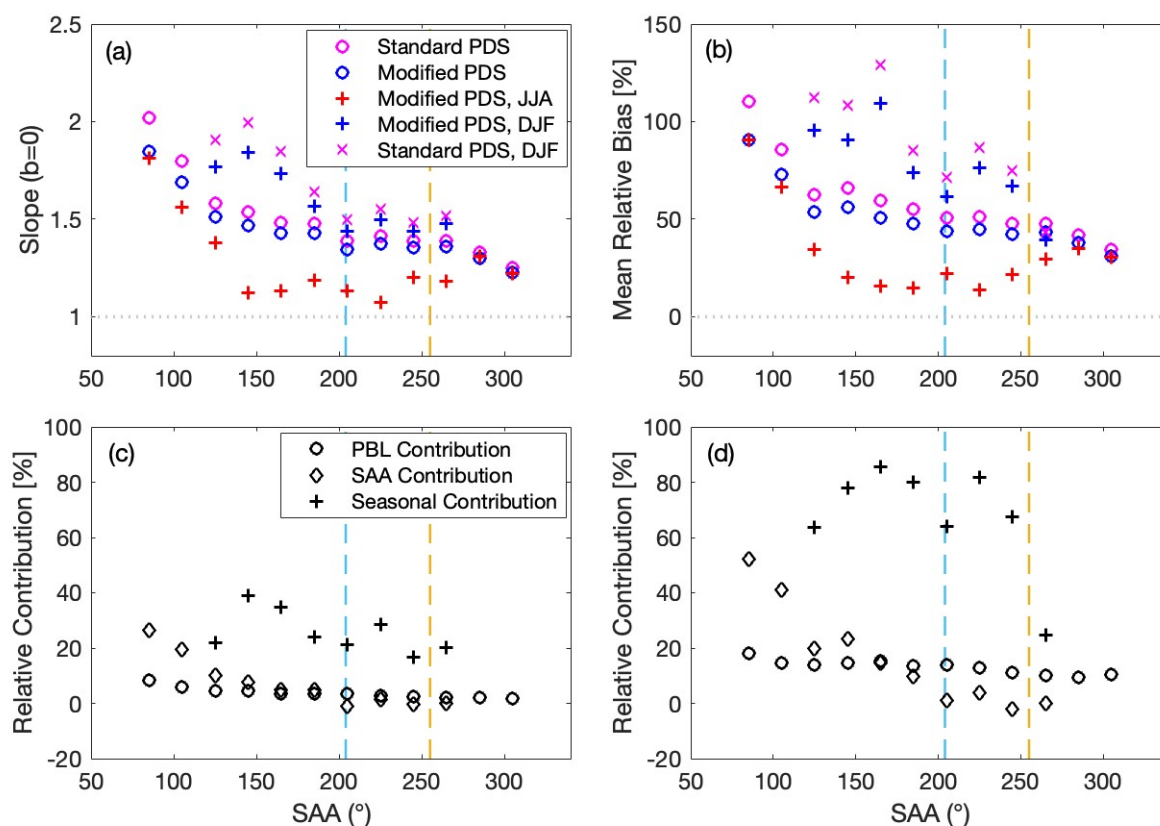 (a)
Standard PDS
Modified PDS
Modified PDS, JJA
Modified PDS, DJF
Standard PDS, DJF
Slope (b=0)
2.5
2
1.5
1
50 100 150 200 250 300
(b)
Mean Relative Bias [%]
150
100
50
0
50 100 150 200 250 300
(c)
PBL Contribution
SAA Contribution
Seasonal Contribution
Relative Contribution [%]
100
80
60
40
20
0
-20
50 100 150 200 250 300
SAA (°)
(d)
Relative Contribution [%]
100
80
60
40
20
0
-20
50 100 150 200 250 300
SAA (°)